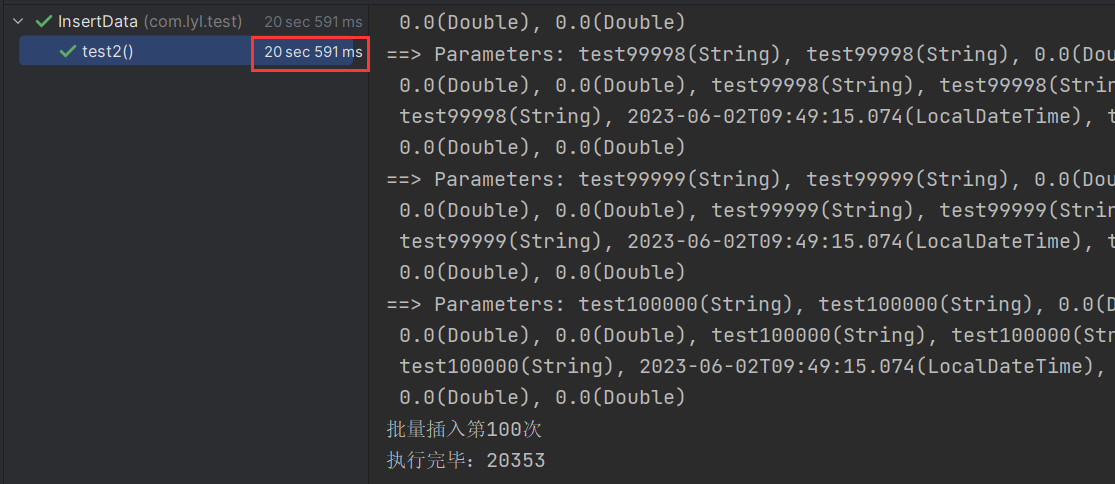 InsertData (com.lyl.test) 20 sec 591 ms
test2() 20 sec 591 ms
0.0(Double), 0.0(Double)
==> Parameters: test99998(String), test99998(String), 0.0(Dou
0.0(Double), 0.0(Double), test99998(String), test99998(Strin
test99998(String), 2023-06-02T09:49:15.074(LocalDateTime), t
0.0(Double), 0.0(Double)
==> Parameters: test99999(String), test99999(String), 0.0(Dou
0.0(Double), 0.0(Double), test99999(String), test99999(Strin
test99999(String), 2023-06-02T09:49:15.074(LocalDateTime), t
0.0(Double), 0.0(Double)
==> Parameters: test100000(String), test100000(String), 0.0(D
0.0(Double), 0.0(Double), test100000(String), test100000(Str
test100000(String), 2023-06-02T09:49:15.074(LocalDateTime),
0.0(Double), 0.0(Double)
批量插入第100次
执行完毕：20353